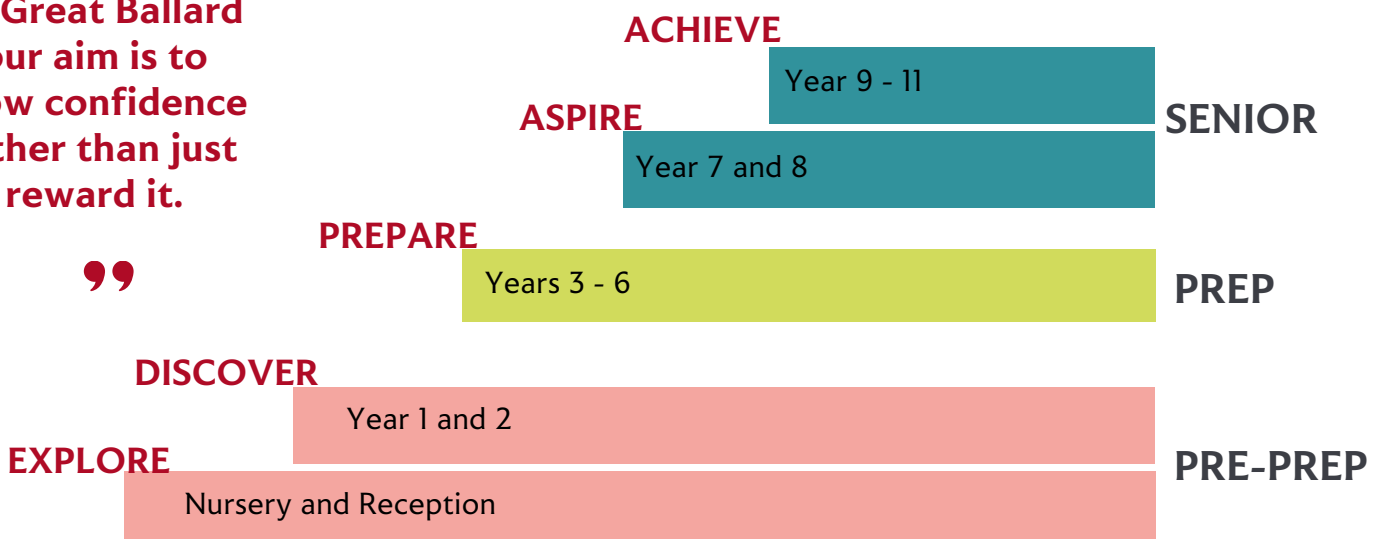 Great Ballard
our aim is to
ow confidence
ther than just
reward it.
”
ACHIEVE
Year 9 - 11
ASPIRE
Year 7 and 8
SENIOR
PREPARE
Years 3 - 6
PREP
DISCOVER
Year 1 and 2
EXPLORE
Nursery and Reception
PRE-PREP